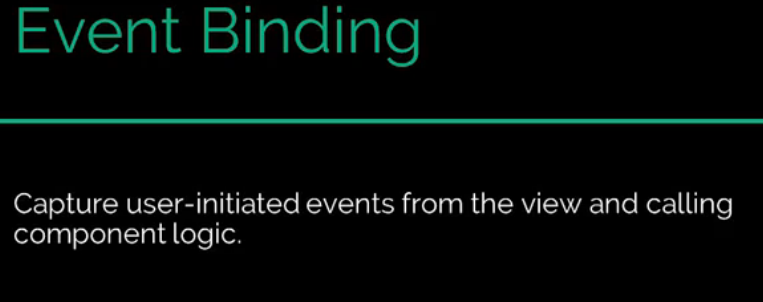 Event Binding
Capture user-initiated events from the view and calling
component logic.